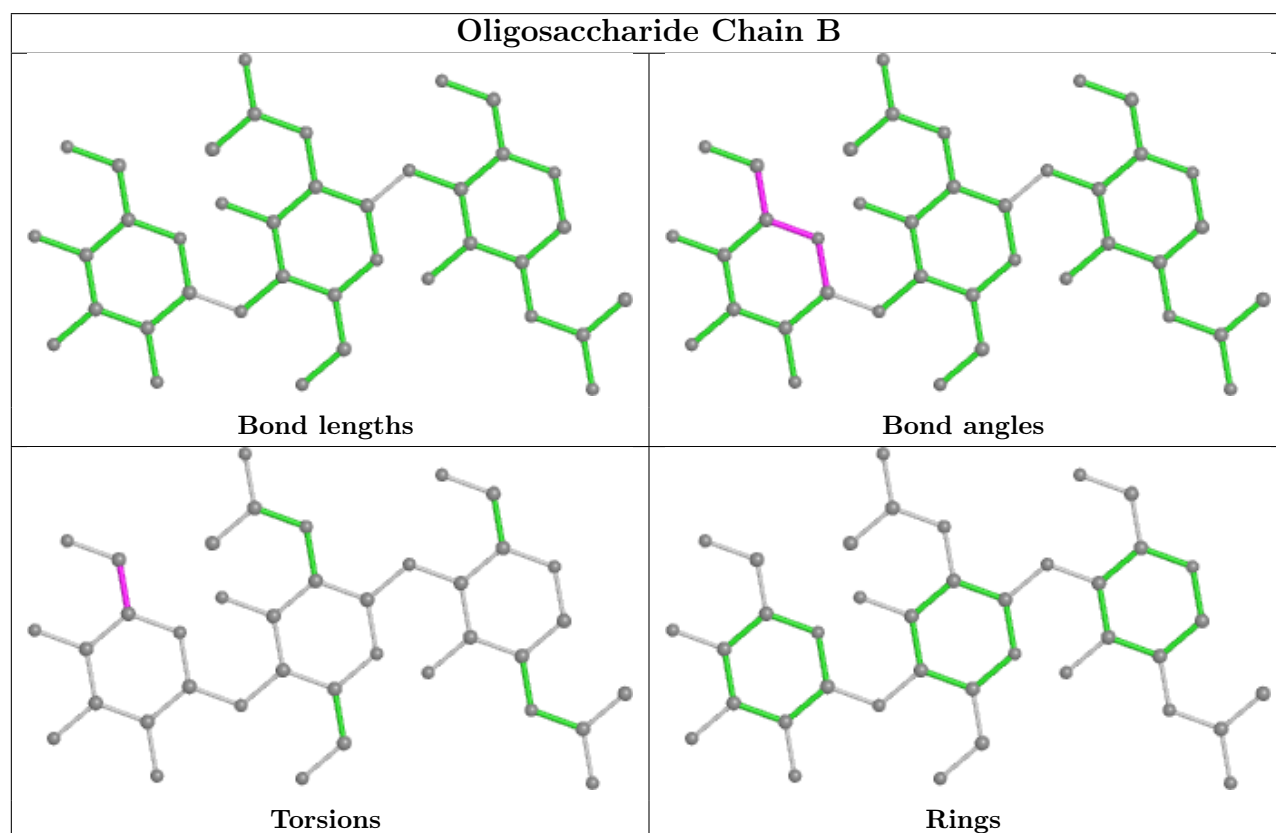 Oligosaccharide Chain B
Bond lengths
Bond angles
Torsions
Rings